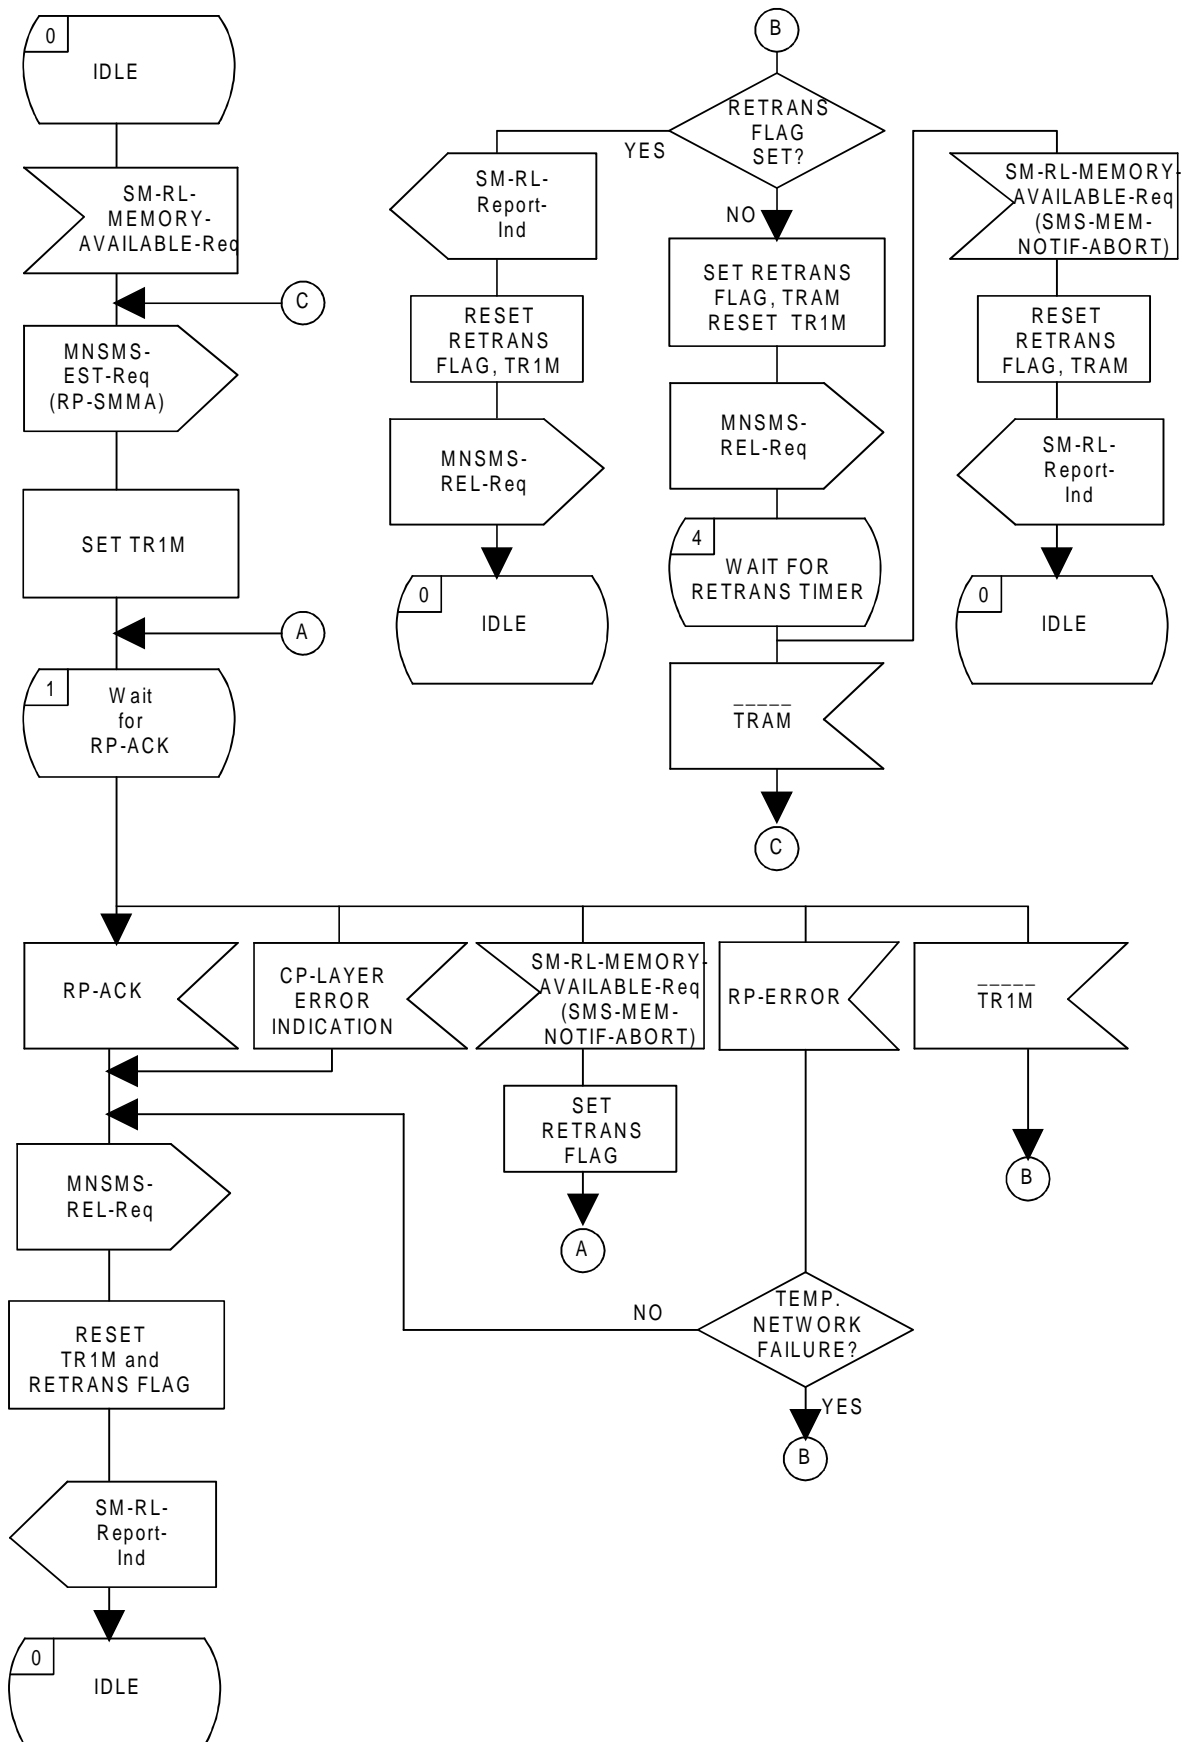 0
IDLE
SM-RL-
MEMORY-
AVAILABLE-Req
C
MNSMS-
EST-Req
(RP-SMMA)
SET TR1M
A
1
Wait
for
RP-ACK
B
RETRANS
FLAG
SET?
YES
NO
SM-RL-
Report-
Ind
RESET
RETRANS
FLAG, TR1M
MNSMS-
REL-Req
0
IDLE
SET RETRANS
FLAG, TRAM
RESET TR1M
MNSMS-
REL-Req
4
WAIT FOR
RETRANS TIMER
TRAM
C
SM-RL-MEMORY-
AVAILABLE-Req
(SMS-MEM-
NOTIF-ABORT)
RESET
RETRANS
FLAG, TRAM
SM-RL-
Report-
Ind
0
IDLE
RP-ACK
CP-LAYER
ERROR
INDICATION
SM-RL-MEMORY-
AVAILABLE-Req
(SMS-MEM-
NOTIF-ABORT)
RP-ERROR
TR1M
SET
RETRANS
FLAG
A
B
MNSMS-
REL-Req
NO
TEMP.
NETWORK
FAILURE?
YES
B
RESET
TR1M and
RETRANS FLAG
SM-RL-
Report-
Ind
0
IDLE